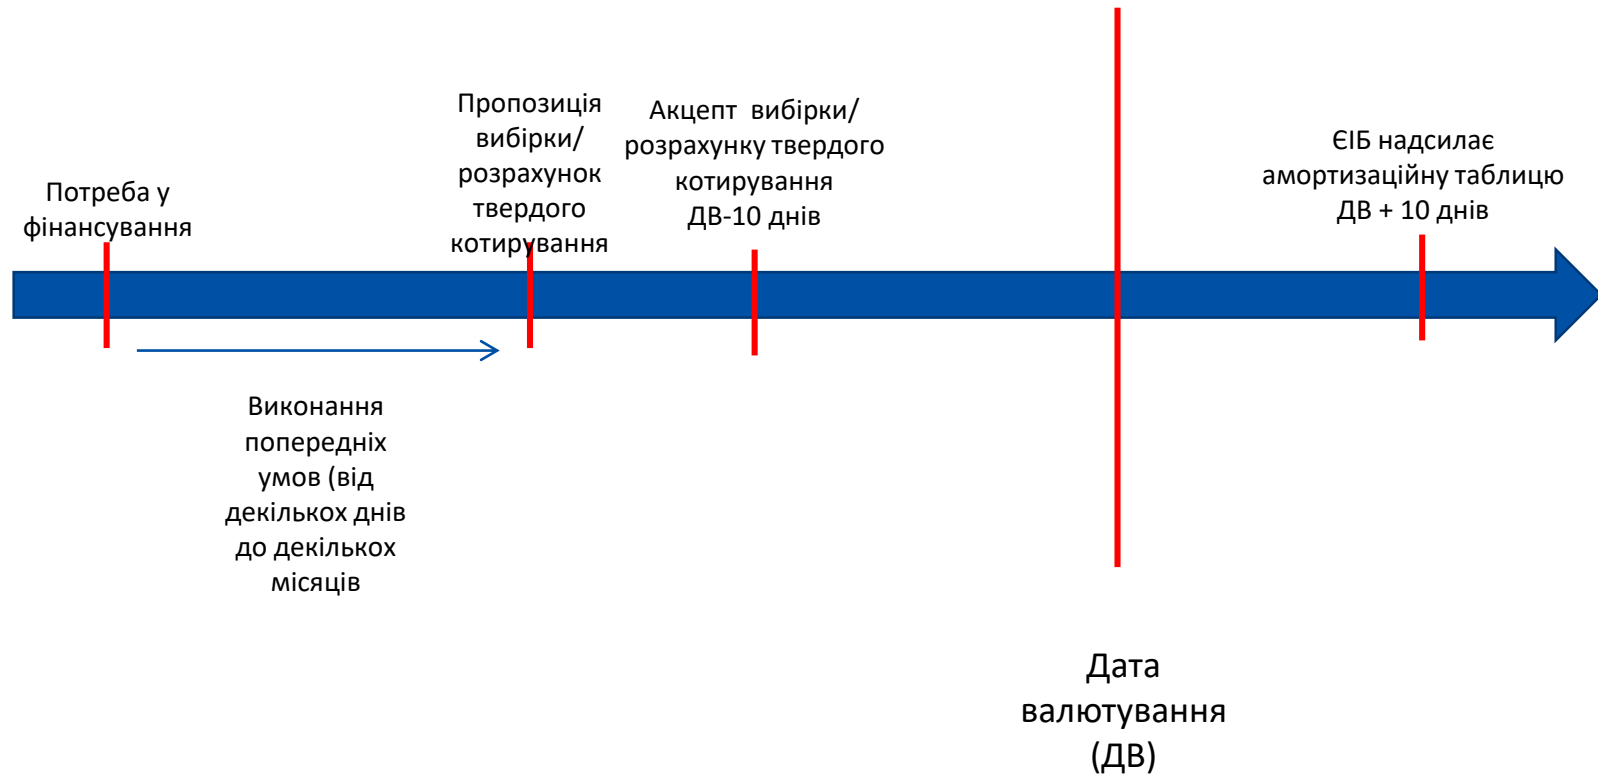 Потреба у
фінансування
Пропозиція
вибірки/
розрахунок
твердого
котирування
Акцепт вибірки/
розрахунку твердого
котирування
ДВ-10 днів
ЄІБ надсилає
амортизаційну таблицю
ДВ + 10 днів
Виконання
попередніх
умов (від
декількох днів
до декількох
місяців
Дата
валютування
(ДВ)